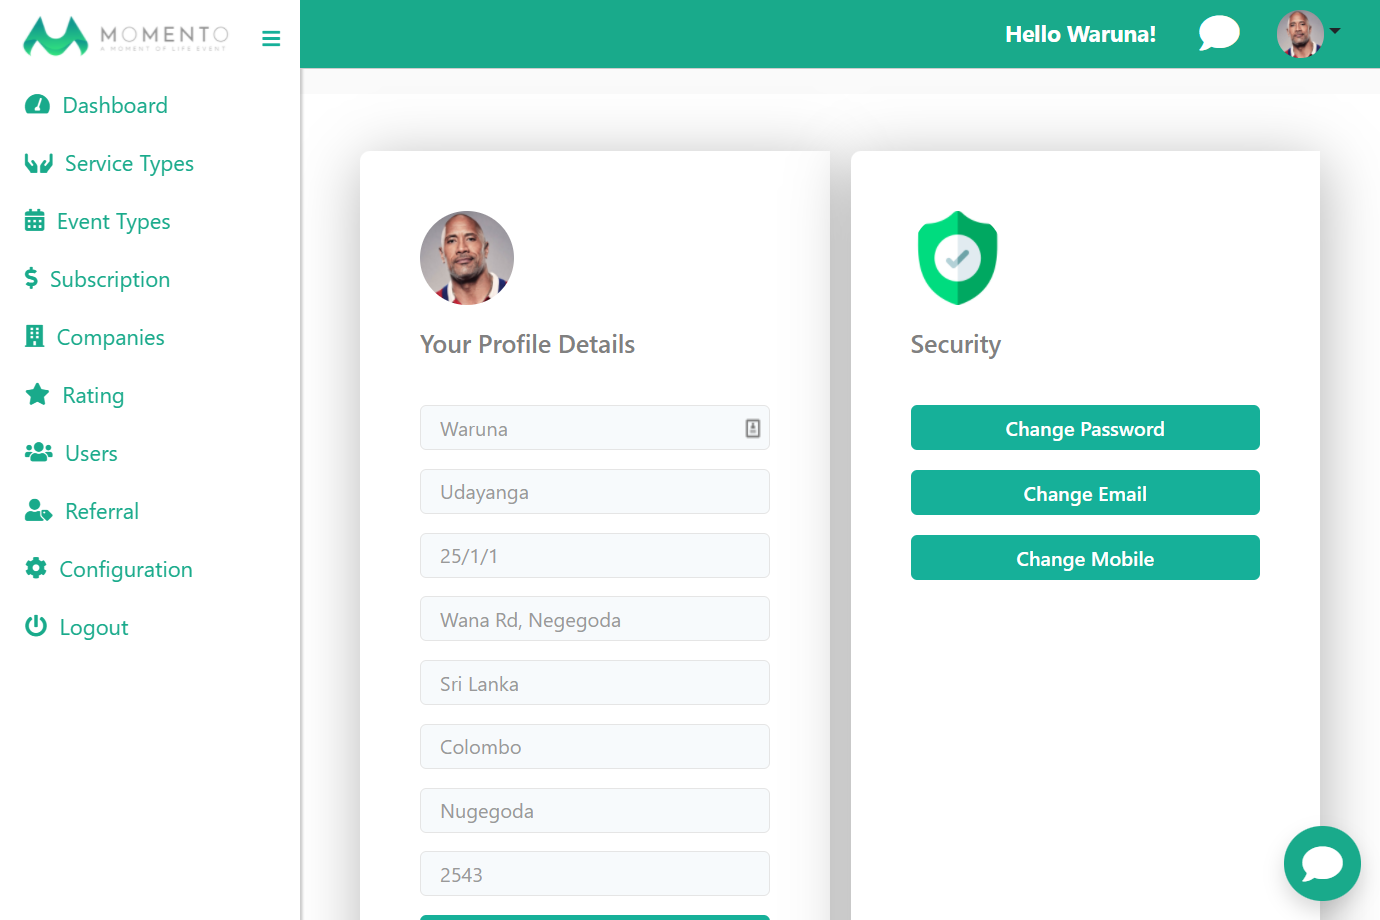 MOMENTO
A MOMENT OF LIFE EVENT
Hello Waruna!
Dashboard
Service Types
Event Types
Subscription
Companies
Rating
Users
Referral
Configuration
Logout
Your Profile Details
Waruna
Udayanga
25/1/1
Wana Rd, Negegoda
Sri Lanka
Colombo
Nugegoda
2543
Security
Change Password
Change Email
Change Mobile